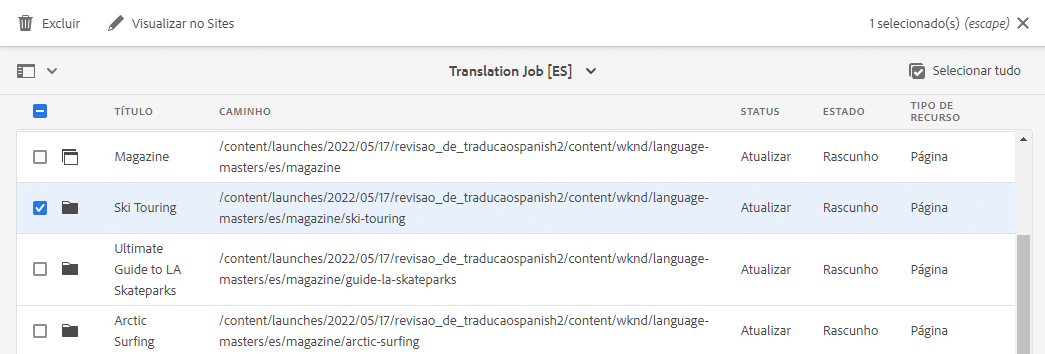 Excluir Visualizar no Sites 1 selecionado(s) (escape)
Translation Job [ES] Selecionar tudo
TÍTULO CAMINHO STATUS ESTADO TIPO DE
RECURSO
Magazine /content/launches/2022/05/17/revisao_de_traducaospanish2/content/wknd/language-
masters/es/magazine Atualizar Rascunho Página
Ski Touring /content/launches/2022/05/17/revisao_de_traducaospanish2/content/wknd/language-
masters/es/magazine/ski-touring Atualizar Rascunho Página
Ultimate
Guide to LA
Skateparks /content/launches/2022/05/17/revisao_de_traducaospanish2/content/wknd/language-
masters/es/magazine/guide-la-skateparks Atualizar Rascunho Página
Arctic
Surfing /content/launches/2022/05/17/revisao_de_traducaospanish2/content/wknd/language-
masters/es/magazine/arctic-surfing Atualizar Rascunho Página